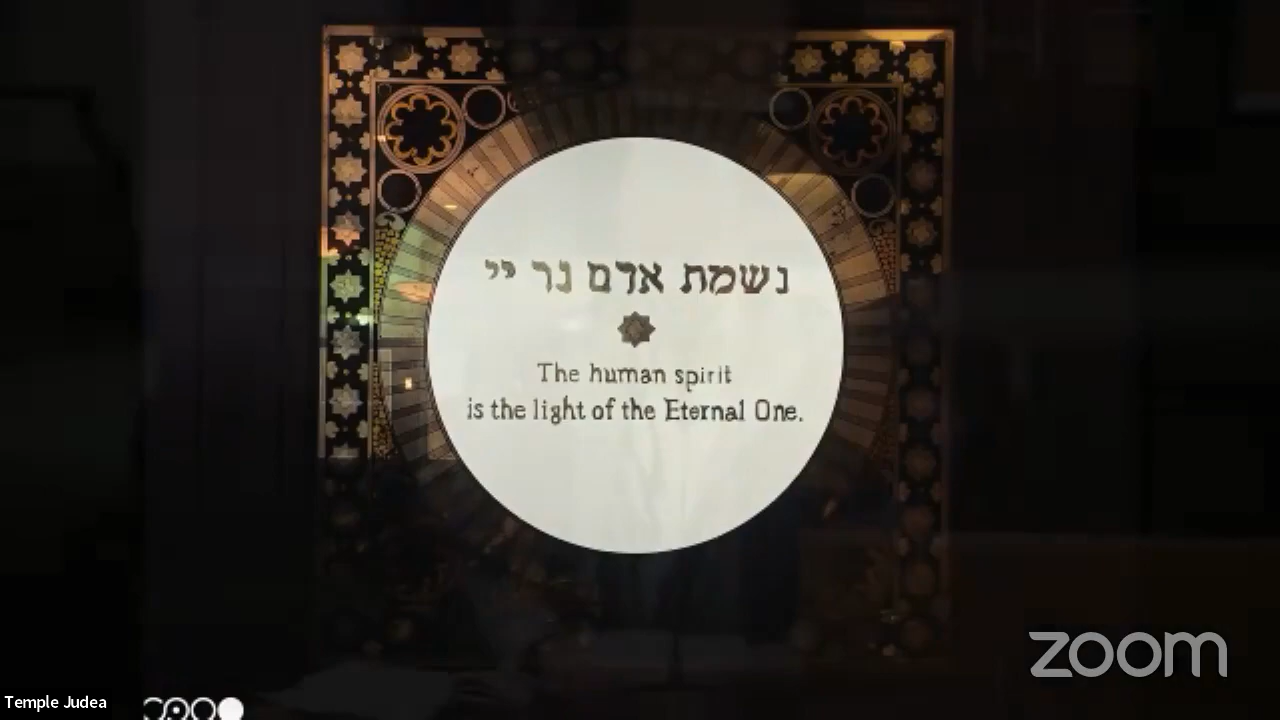 נשמת אדם נר יי
The human spirit
is the light of the Eternal One.
zoom
Temple Judea